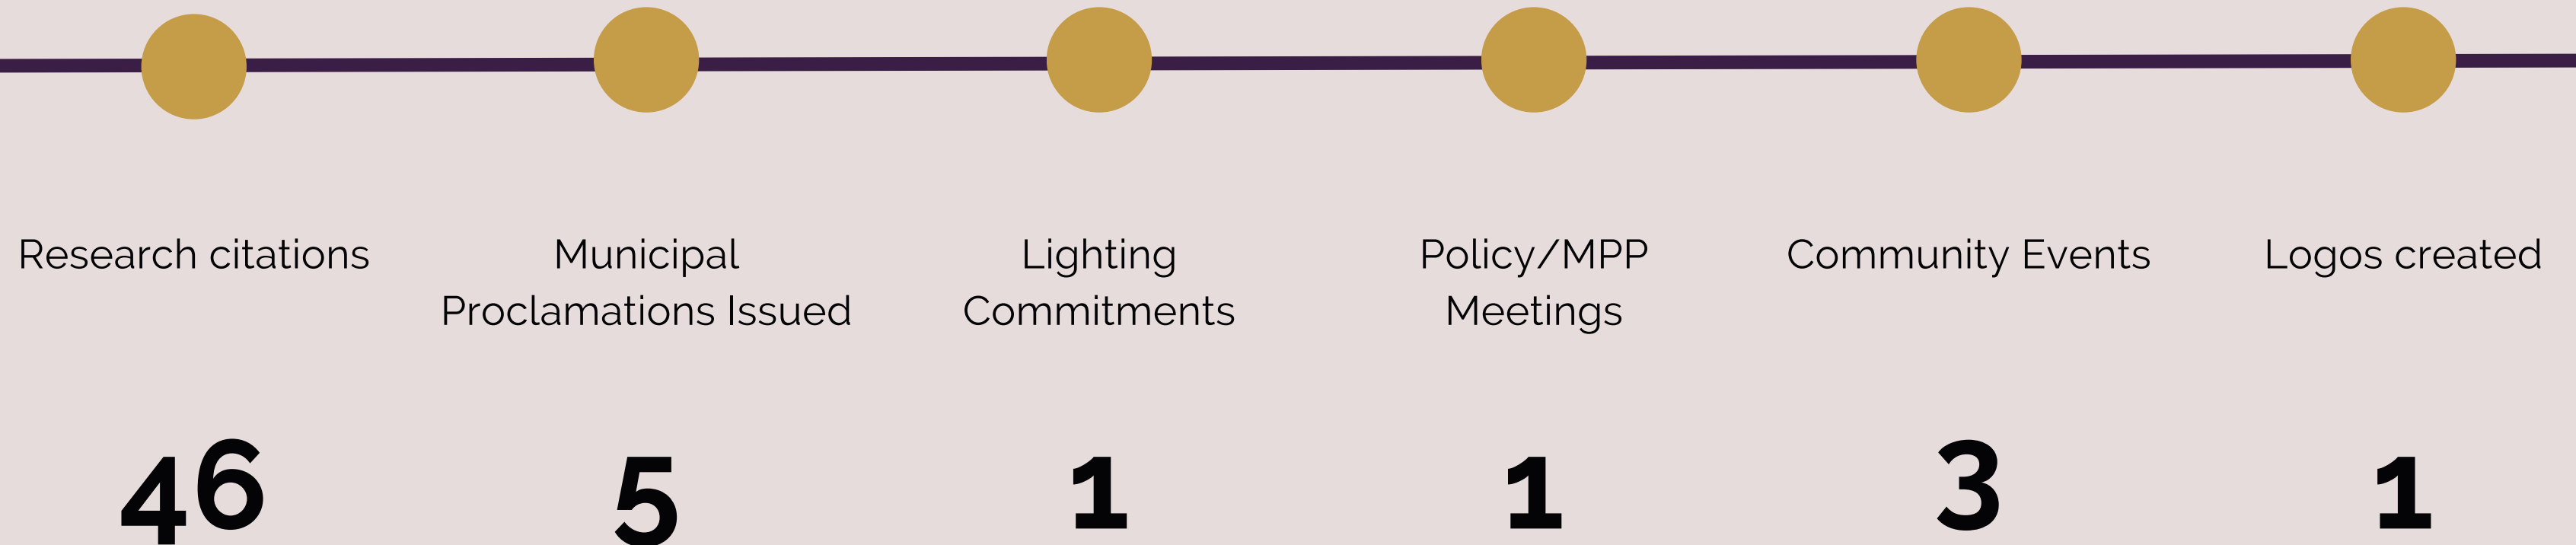 Research citations
Municipal
Proclamations Issued
Lighting
Commitments
Policy/MPP
Meetings
Community Events
Logos created
46
5
1
1
3
1